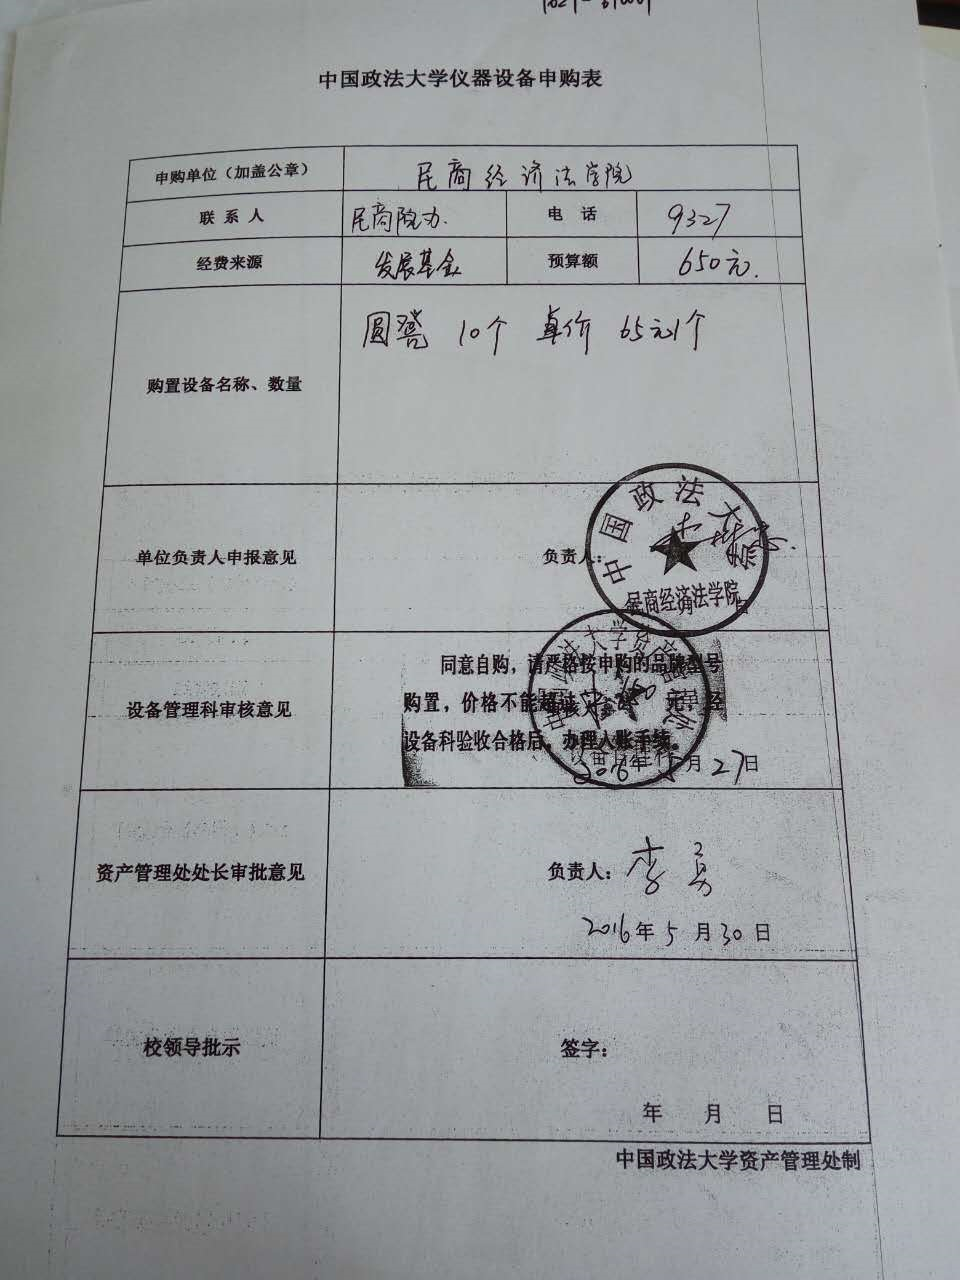 中国政法大学仪器设备申购表
申购单位（加盖公章） 民商经济法学院
联系人 民商院办. 电话 9327
经费来源 发展基金 预算额 650元.
购置设备名称、数量 圆凳 10个 单价 65元1个
单位负责人申报意见 负责人：
中国政法大
民商经济法学院
月 日
设备管理科审核意见
同意自购，请严格按申购的品牌型号
购置，价格不能超过 650 元，经
设备科验收合格后，办理入账手续。
2016年5月27日
资产管理处处长审批意见 负责人：李勇
2016年5月30日
校领导批示 签字：
年 月 日
中国政法大学资产管理处制